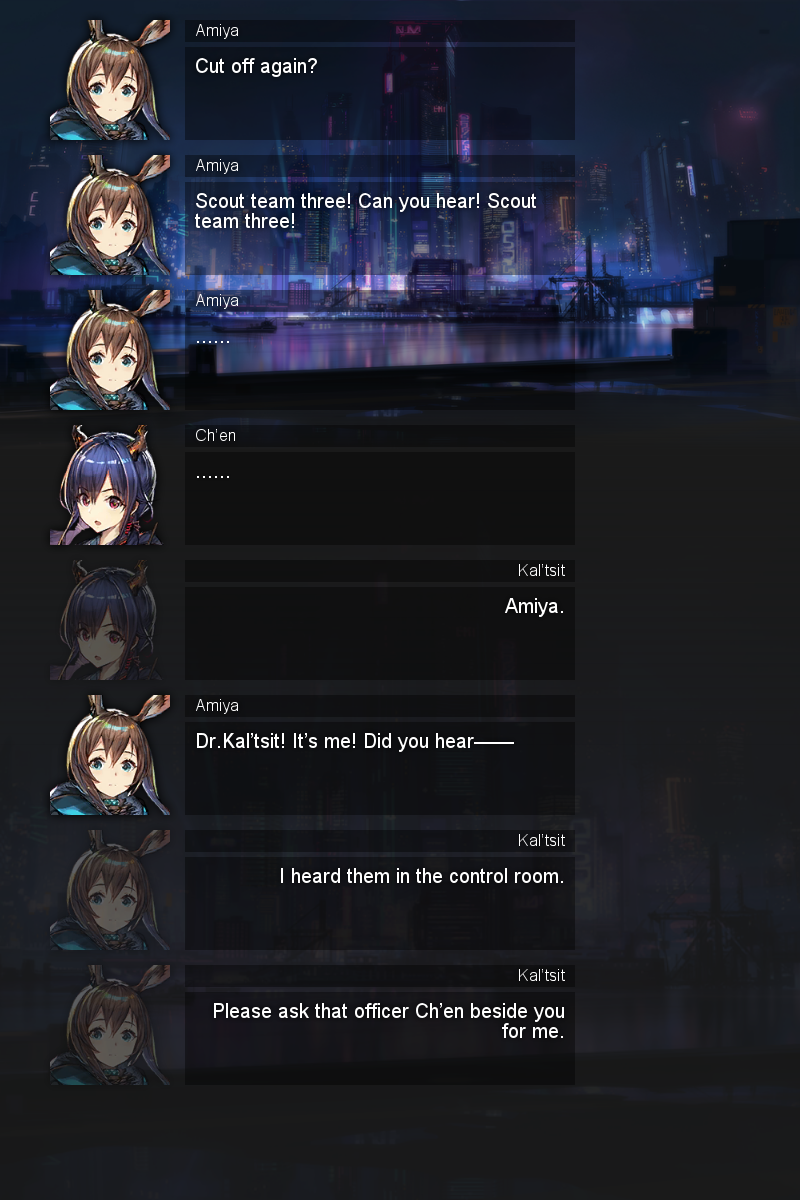 Amiya
Cut off again?
Amiya
Scout team three! Can you hear! Scout
team three!
Amiya
......
Ch'en
......
Kal'tsit
Amiya.
Amiya
Dr.Kal'tsit! It's me! Did you hear——
Kal'tsit
I heard them in the control room.
Kal'tsit
Please ask that officer Ch'en beside you
for me.